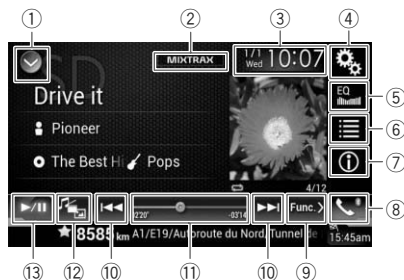 ① ② ③ ④
MIXTRAX
1/1 Wed 10:07
SD
Drive it
EQ ⑤
Pioneer
⑥
The Best Hi Pops
⑦
4/12
2'20" -03'14
Func. ⑧
8585 km A1/E19/Autoroute du Nord, Tunnel de 15:45am
⑬ ⑫ ⑩ ⑪ ⑩ ⑨